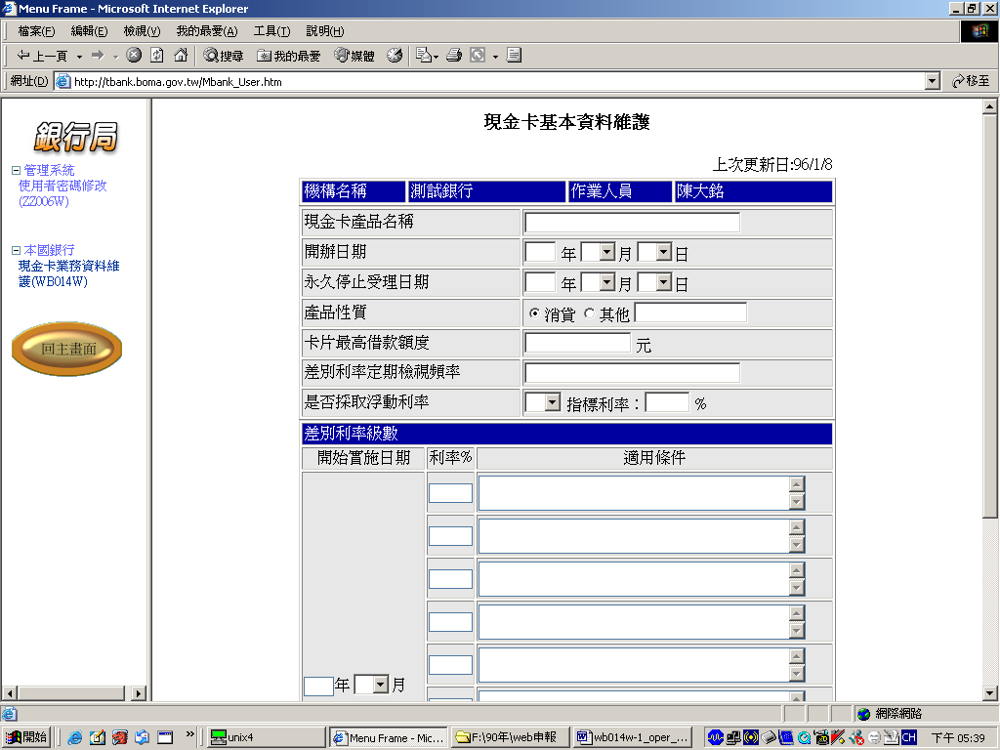 Menu Frame - Microsoft Internet Explorer
檔案(F) 編輯(E) 檢視(V) 我的最愛(A) 工具(T) 說明(H)
上一頁 搜尋 我的最愛 媒體
網址(D) http://tbank.boma.gov.tw/Mbank_User.htm 移至
銀行局
管理系統
使用者密碼修改
(ZZ006W)
本國銀行
現金卡業務資料維
護(WB014W)
回主畫面
現金卡基本資料維護
上次更新日:96/1/8
機構名稱 測試銀行 作業人員 陳大銘
現金卡產品名稱
開辦日期 年 月 日
永久停止受理日期 年 月 日
產品性質 消貸 其他
卡片最高借款額度 元
差別利率定期檢視頻率
是否採取浮動利率 指標利率： %
差別利率級數
開始實施日期 利率% 適用條件
年 月
網際網路
開始 » unix4 Menu Frame - Mic... F:\90年\web申報 wb014w-1_oper_... CH 下午 05:39